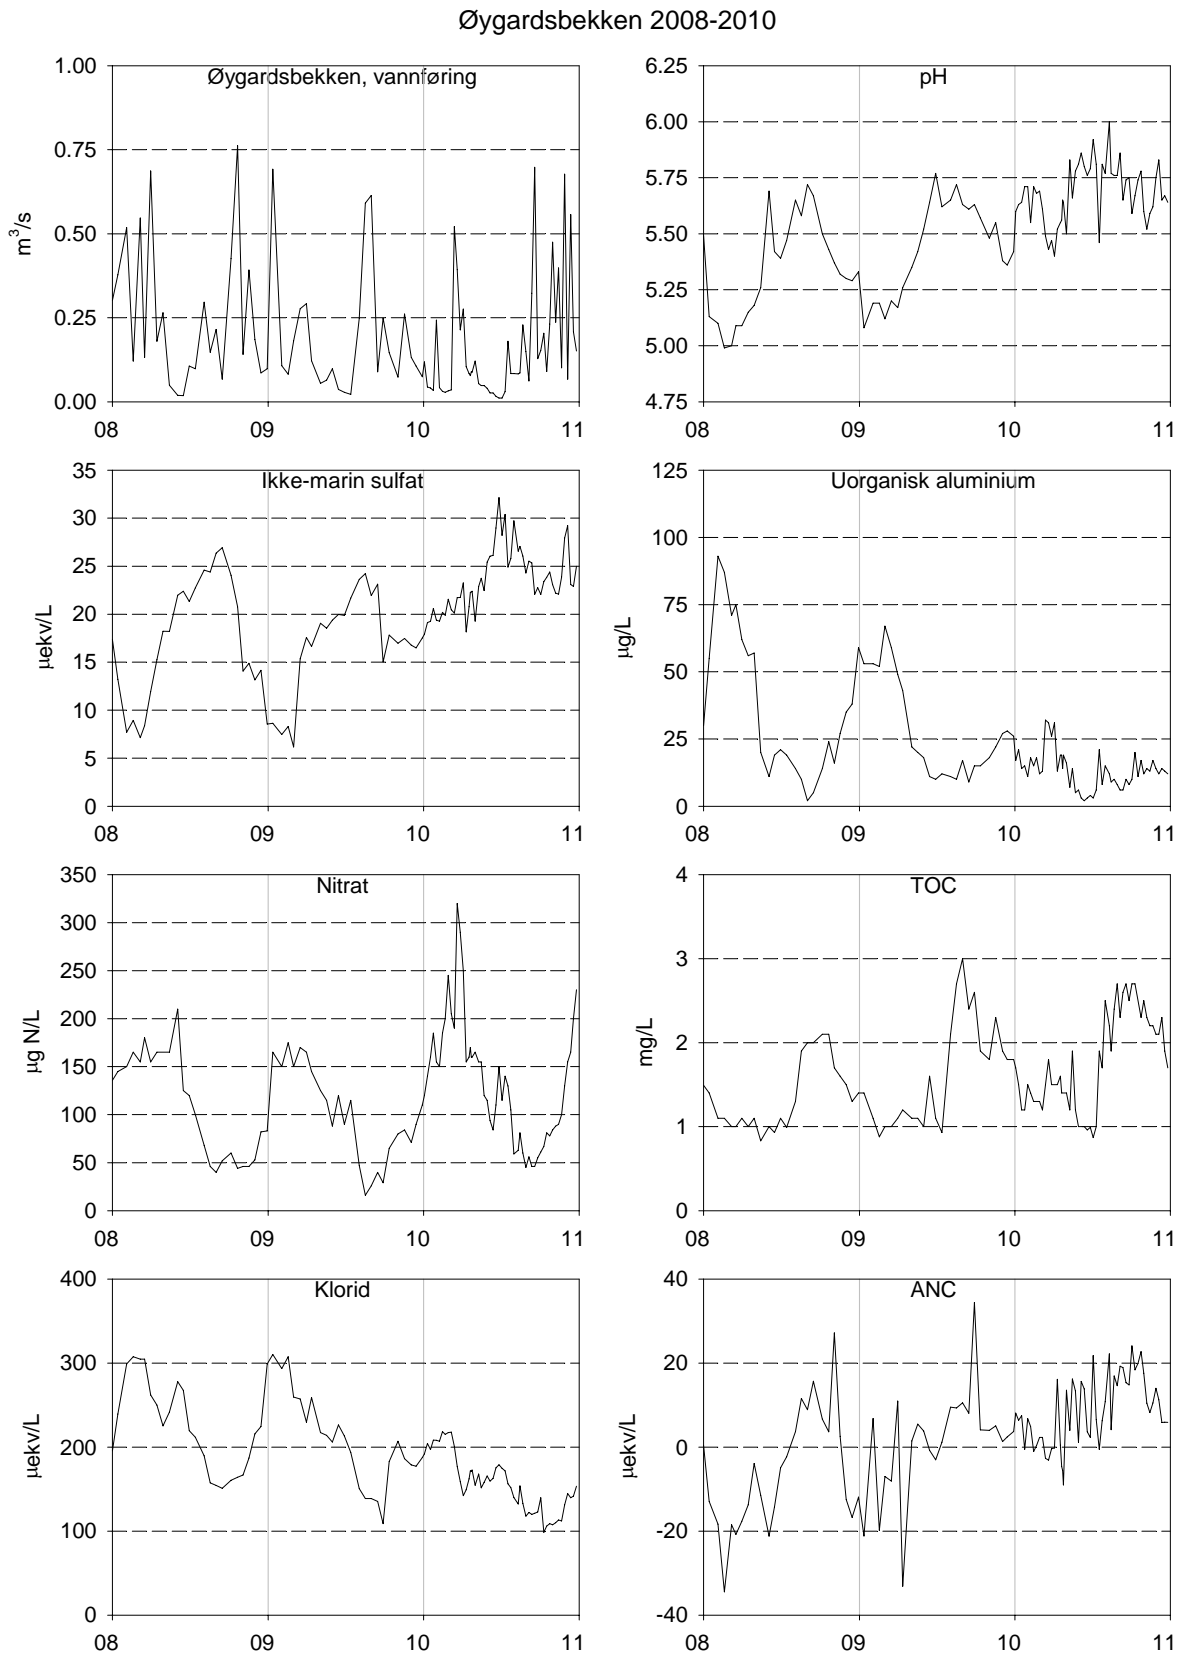 Øygardsbekken 2008-2010
Øygardsbekken, vannføring
m³/s
1.00
0.75
0.50
0.25
0.00
08 09 10 11
pH
6.25
6.00
5.75
5.50
5.25
5.00
4.75
08 09 10 11
Ikke-marin sulfat
µekv/L
35
30
25
20
15
10
5
0
08 09 10 11
Uorganisk aluminium
µg/L
125
100
75
50
25
0
08 09 10 11
Nitrat
µg N/L
350
300
250
200
150
100
50
0
08 09 10 11
TOC
mg/L
4
3
2
1
0
08 09 10 11
Klorid
µekv/L
400
300
200
100
0
08 09 10 11
ANC
µekv/L
40
20
0
-20
-40
08 09 10 11